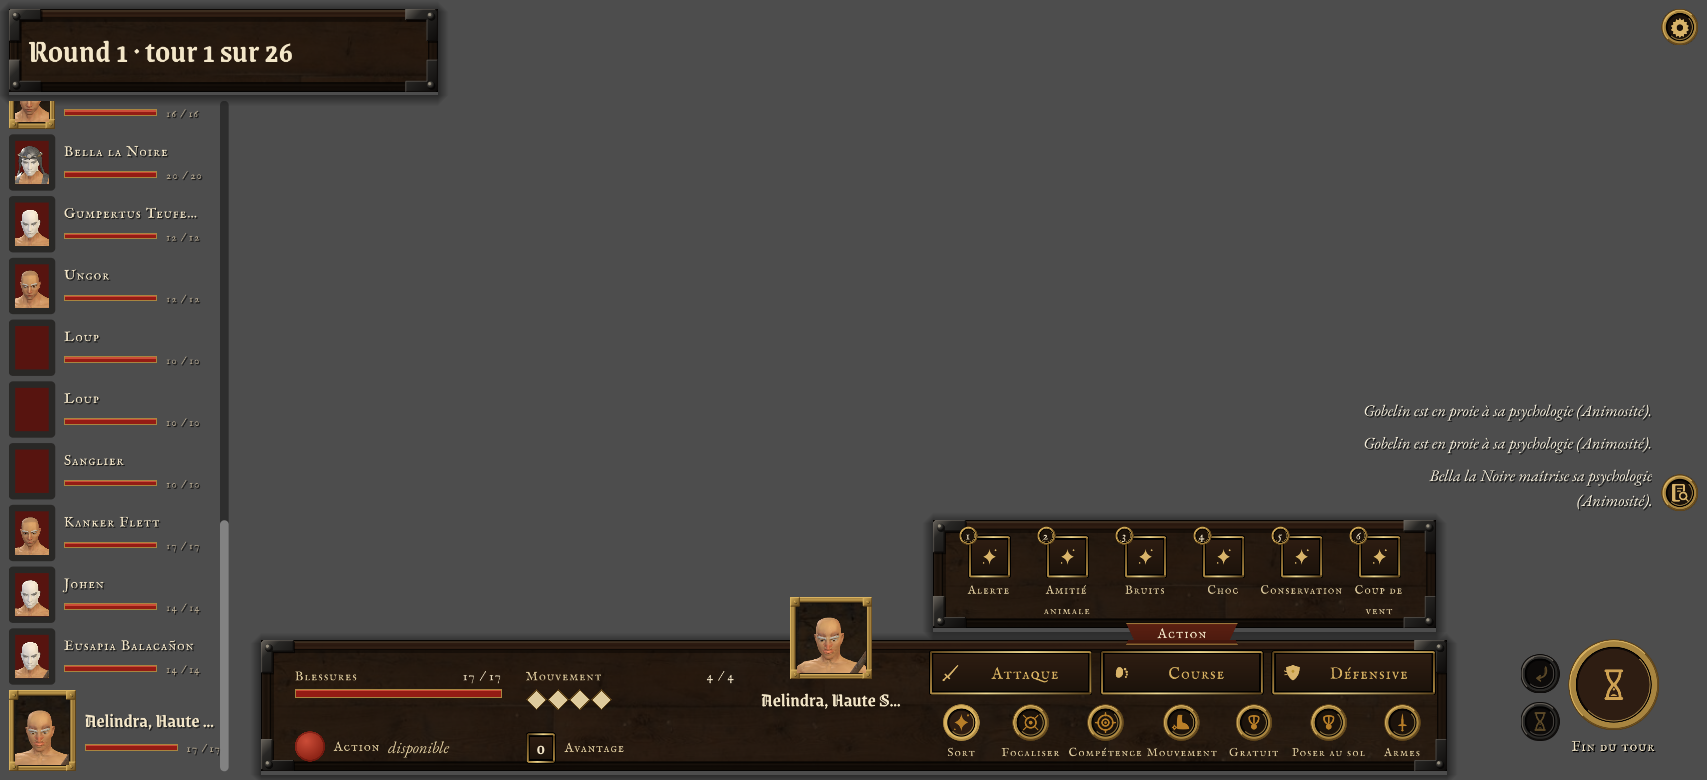 Round 1 · tour 1 sur 26
16 / 16
Bella la Noire
20 / 20
Gumpertus Teufe...
12 / 12
Ungor
12 / 12
Loup
10 / 10
Loup
10 / 10
Sanglier
10 / 10
Kanker Flett
17 / 17
Johen
14 / 14
Eusapia Balacañón
14 / 14
Aelindra, Haute ...
17 / 17
Gobelin est en proie à sa psychologie (Animosité).
Gobelin est en proie à sa psychologie (Animosité).
Bella la Noire maîtrise sa psychologie
(Animosité).
1 2 3 4 5 6
Alerte Amitié animale Bruits Choc Conservation Coup de vent
Action
Blessures 17 / 17
Mouvement 4 / 4
Aelindra, Haute S...
Attaque Course Défensive
Action disponible
0 Avantage
Sort Focaliser Compétence Mouvement Gratuit Poser au sol Armes
Fin du tour